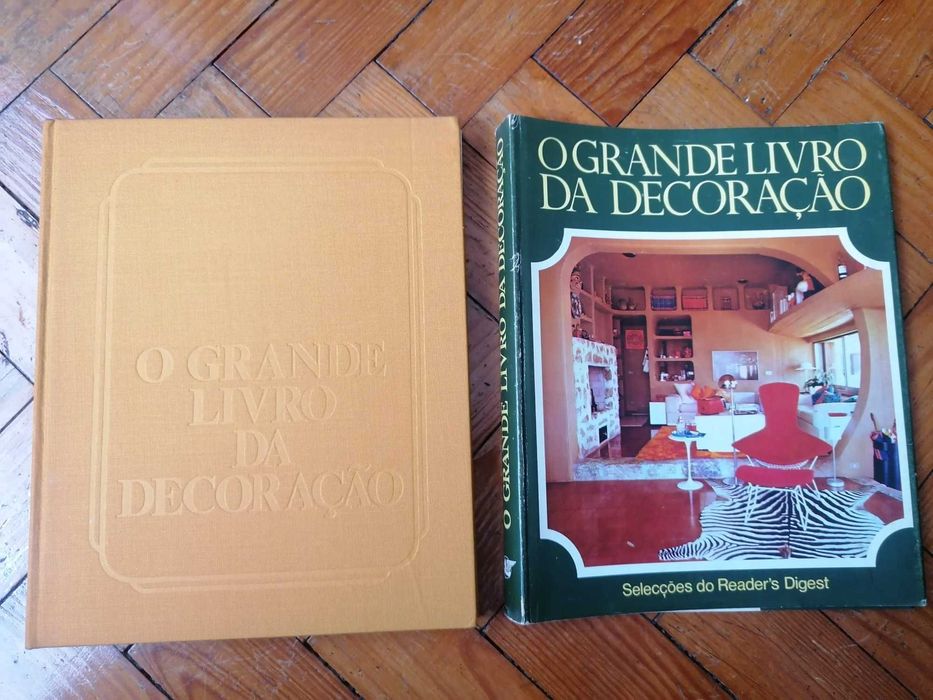 O GRANDE
LIVRO
DA
DECORAÇÃO
O GRANDE LIVRO DA DECORAÇÃO
O GRANDE LIVRO
DA DECORAÇÃO
Selecções do Reader's Digest